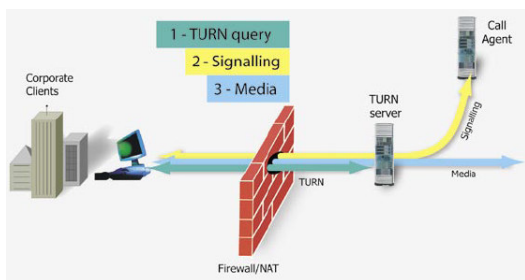 1 - TURN query
2 - Signalling
3 - Media
Call
Agent
Corporate
Clients
TURN
server
Signalling
Media
TURN
Firewall/NAT